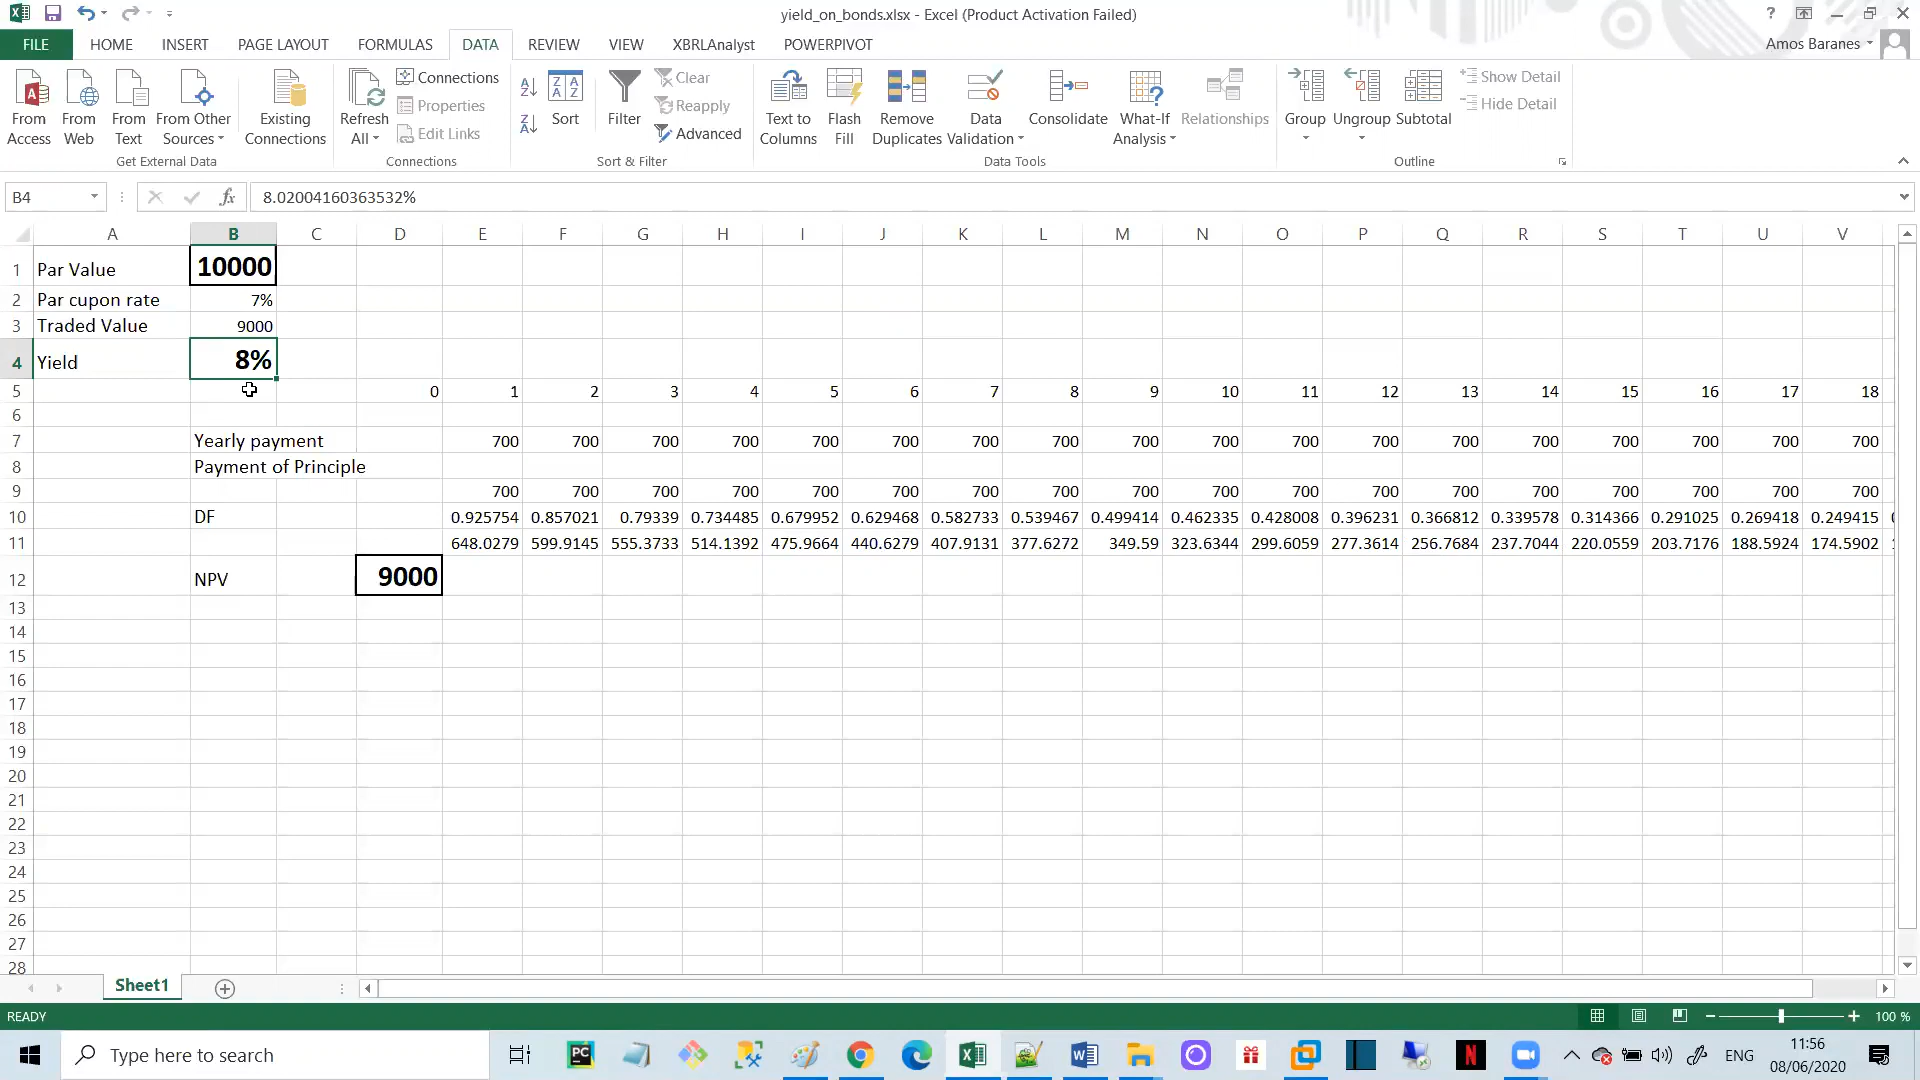 yield_on_bonds.xlsx - Excel (Product Activation Failed)
FILE HOME INSERT PAGE LAYOUT FORMULAS DATA REVIEW VIEW XBRLAnalyst POWERPIVOT Amos Baranes
From Access From Web From Text From Other Sources Existing Connections Refresh All Connections Properties Edit Links Sort Filter Clear Reapply Advanced Text to Columns Flash Fill Remove Duplicates Data Validation Consolidate What-If Analysis Relationships Group Ungroup Subtotal Show Detail Hide Detail
Get External Data Connections Sort & Filter Data Tools Outline
B4 fx 8.02004160363532%
A B C D E F G H I J K L M N O P Q R S T U V
1 Par Value 10000
2 Par cupon rate 7%
3 Traded Value 9000
4 Yield 8%
5 0 1 2 3 4 5 6 7 8 9 10 11 12 13 14 15 16 17 18
6
7 Yearly payment 700 700 700 700 700 700 700 700 700 700 700 700 700 700 700 700 700 700
8 Payment of Principle
9 700 700 700 700 700 700 700 700 700 700 700 700 700 700 700 700 700 700
10 DF 0.925754 0.857021 0.79339 0.734485 0.679952 0.629468 0.582733 0.539467 0.499414 0.462335 0.428008 0.396231 0.366812 0.339578 0.314366 0.291025 0.269418 0.249415
11 648.0279 599.9145 555.3733 514.1392 475.9664 440.6279 407.9131 377.6272 349.59 323.6344 299.6059 277.3614 256.7684 237.7044 220.0559 203.7176 188.5924 174.5902
12 NPV 9000
13
14
15
16
17
18
19
20
21
22
23
24
25
26
27
28
Sheet1
READY 100 %
Type here to search ENG 11:56
08/06/2020